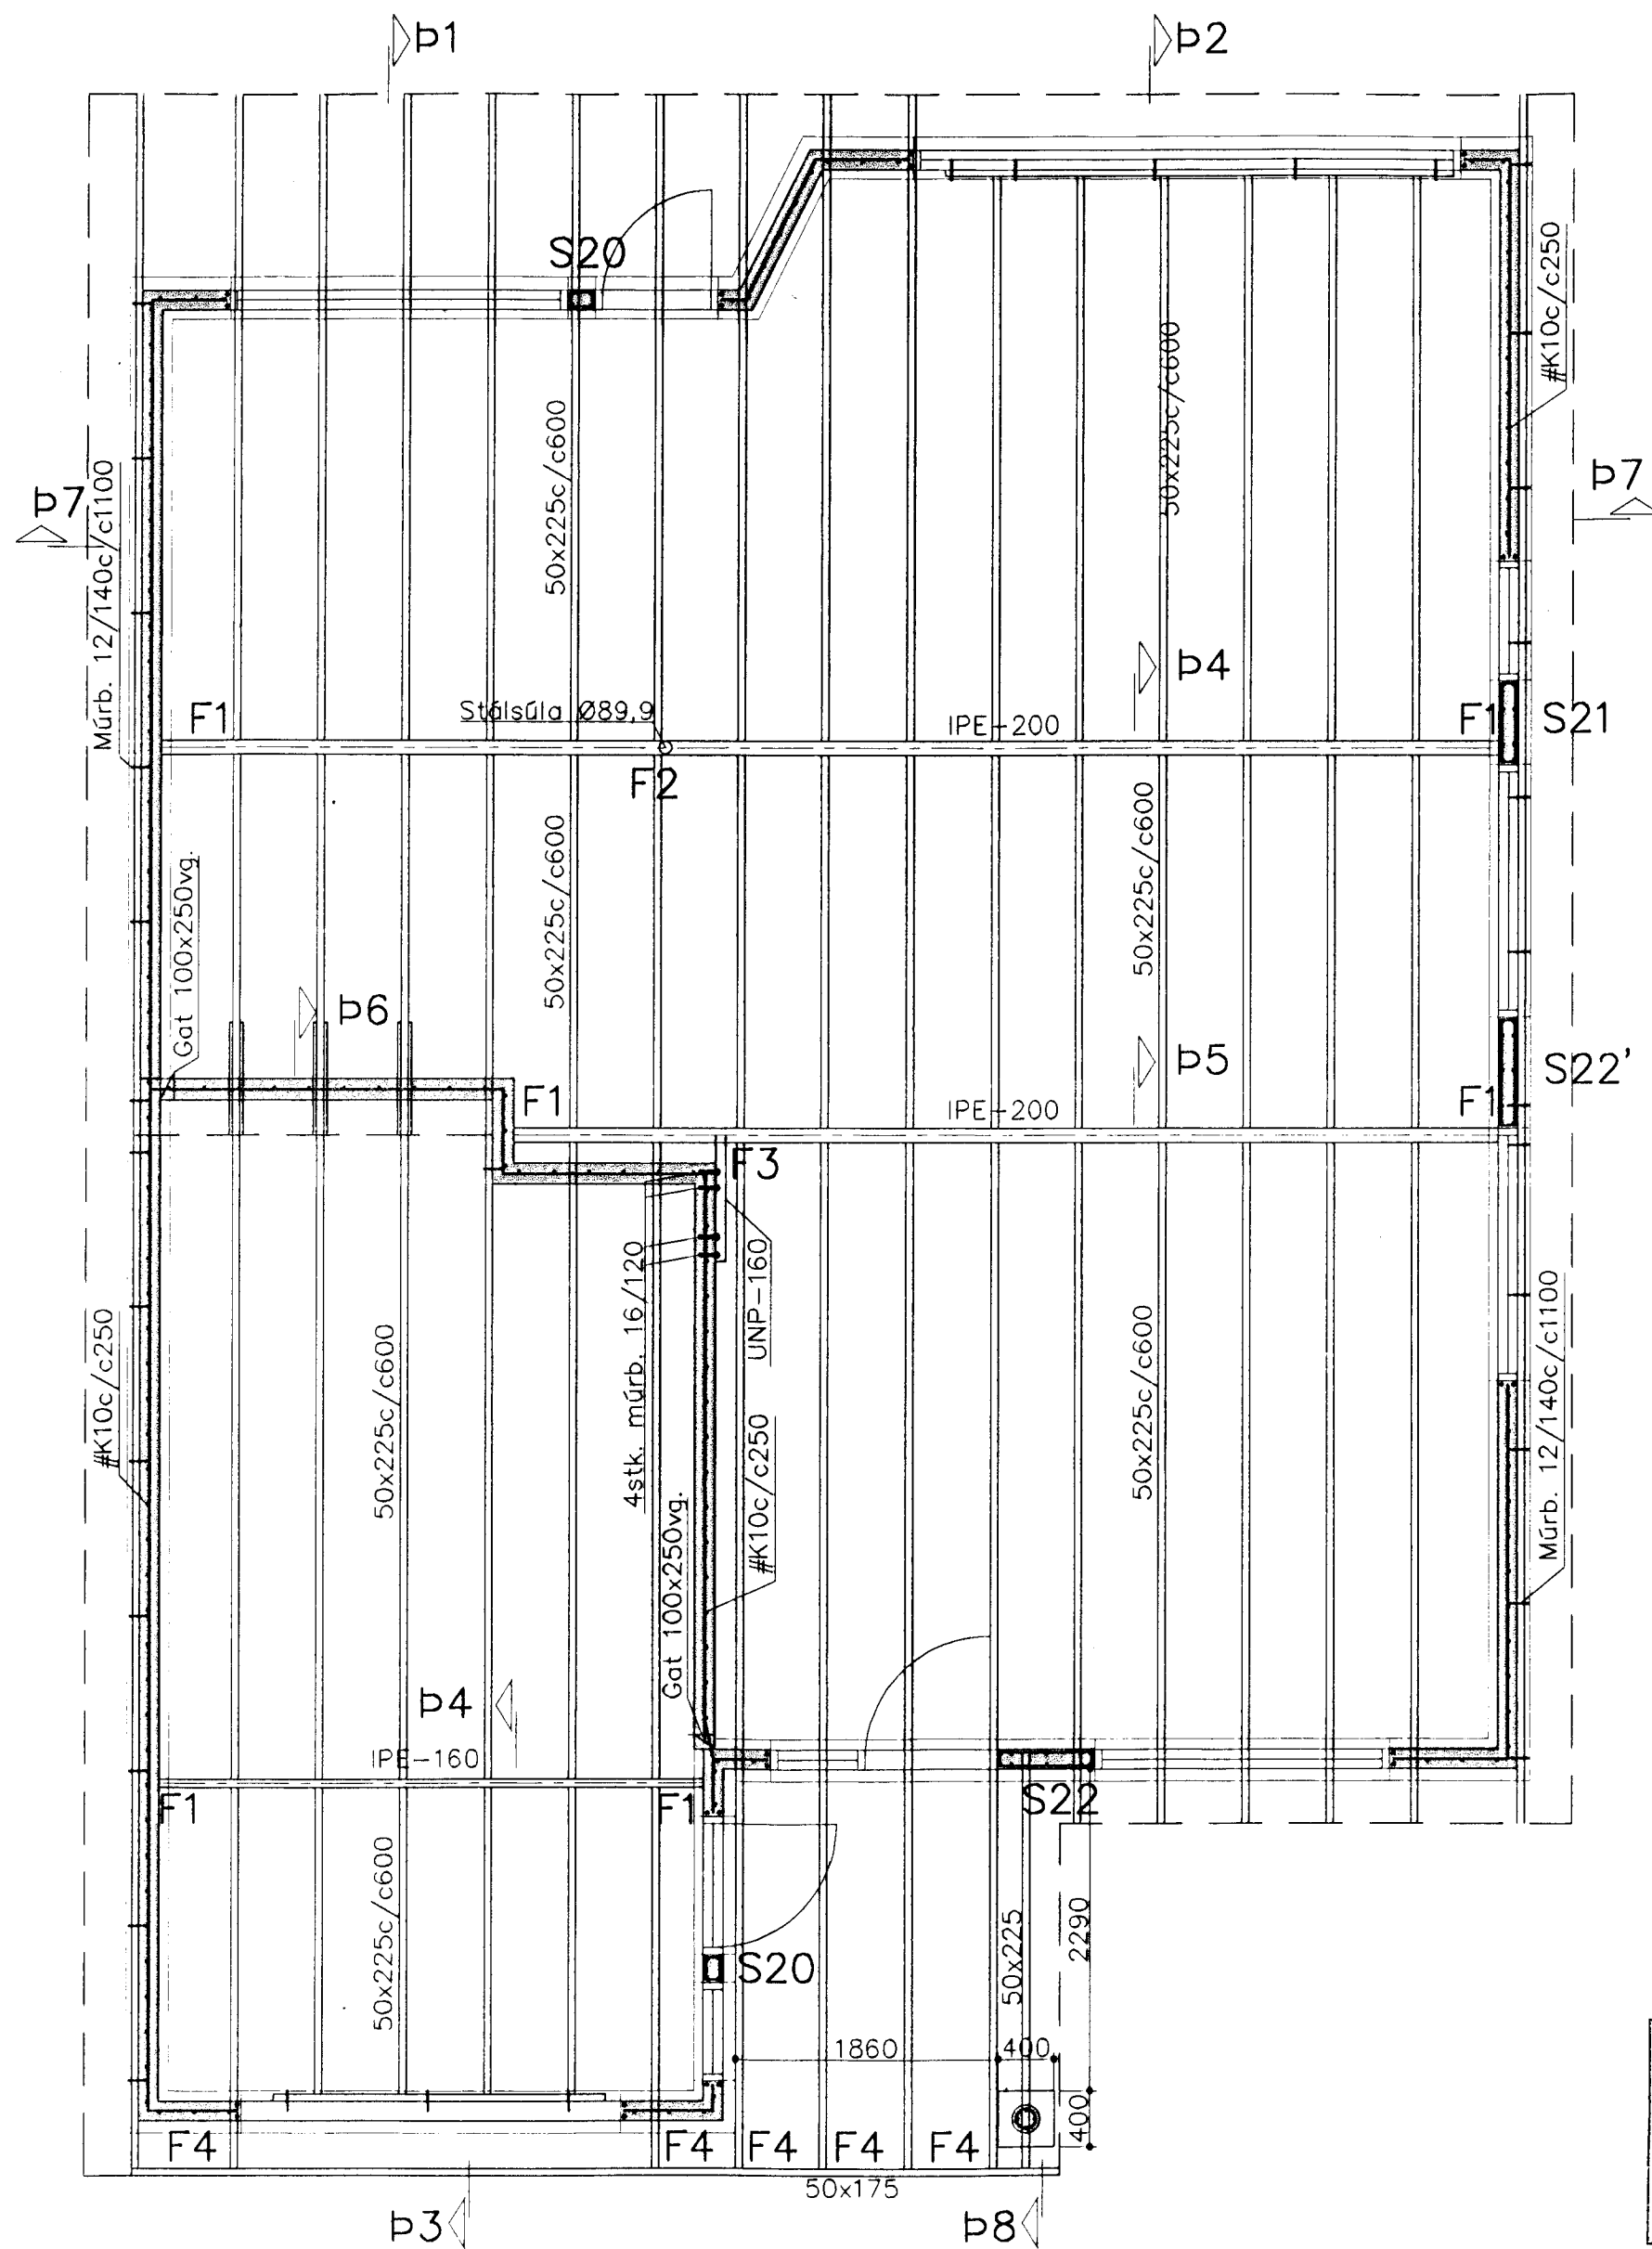 Þ1
Þ2
S20
#K10c/c250
50x225c/c600
50x225c/c600
Múrb. 12/140c/c1100
Þ7
Þ7
Þ4
F1
Stálsúla Ø89,9
IPE-200
F1
S21
F2
50x225c/c600
50x225c/c600
Gat 100x250vg.
Þ6
Þ5
S22'
F1
IPE-200
F1
F3
4stk. múrb. 16/120
UNP-160
#K10c/c250
50x225c/c600
#K10c/c250
50x225c/c600
Múrb. 12/140c/c1100
Gat 100x250vg.
Þ4
IPE-160
F1
F1
S22
50x225c/c600
S20
50x225
2290
1860
400
400
F4
F4
F4
F4
F4
50x175
Þ3
Þ8